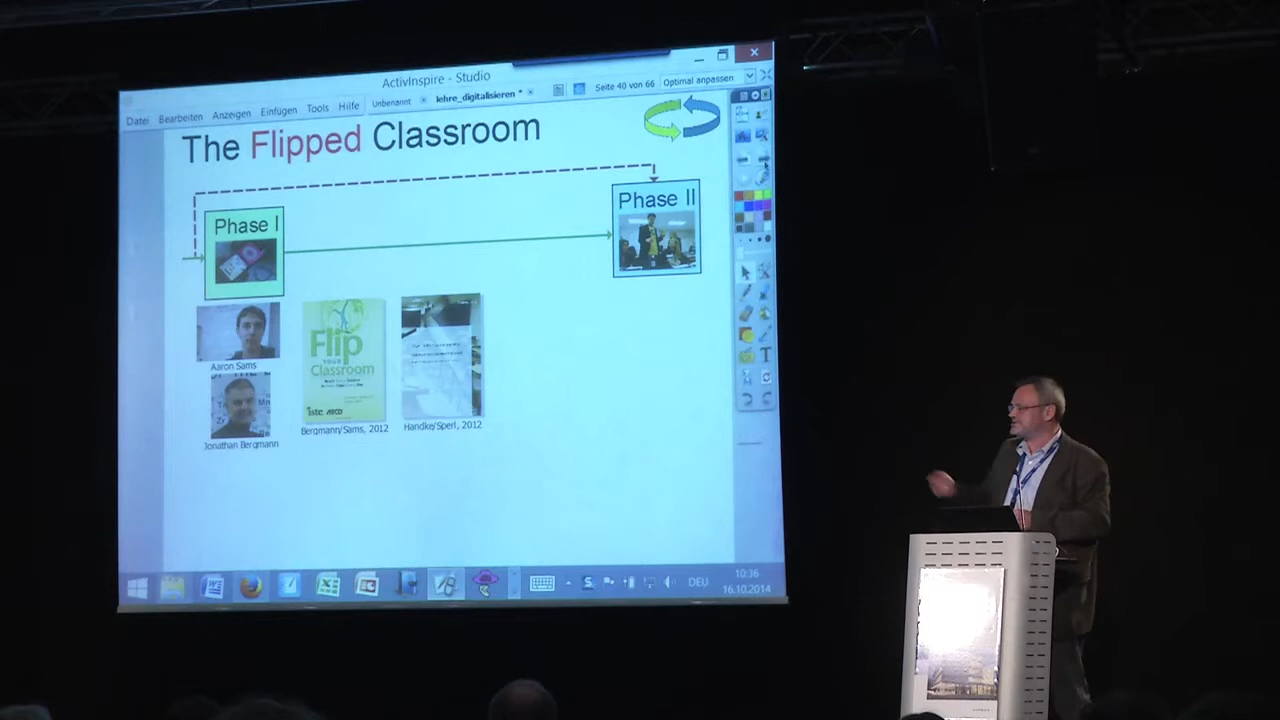 ActivInspire - Studio
Datei Bearbeiten Anzeigen Einfügen Tools Hilfe
Unbenannt lehre_digitalisieren * Seite 40 von 66 Optimal anpassen
The Flipped Classroom
Phase I
Phase II
Aaron Sams
Jonathan Bergmann
Flip
YOUR
Classroom
iste
Bergmann/Sams, 2012
Handke/Sperl, 2012
DEU
10:36
16.10.2014